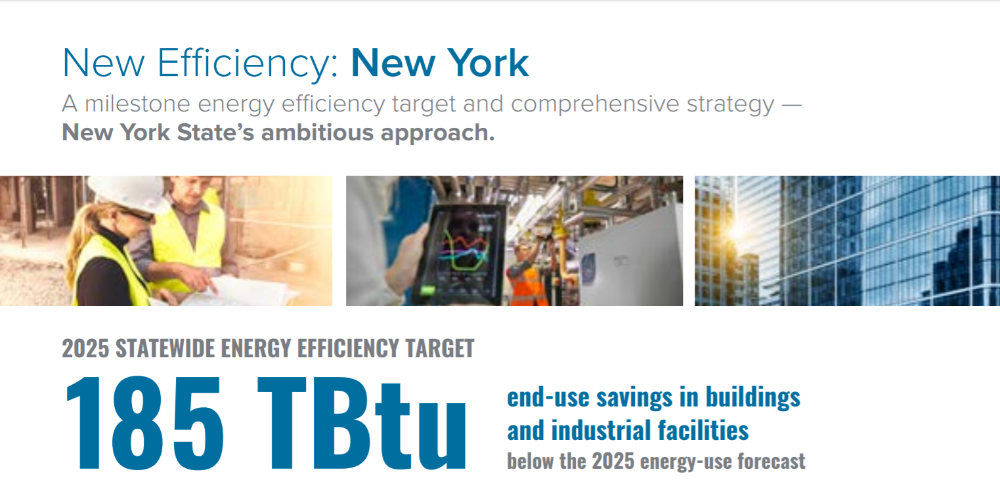 New Efficiency: New York
A milestone energy efficiency target and comprehensive strategy —
New York State’s ambitious approach.
2025 STATEWIDE ENERGY EFFICIENCY TARGET
185 TBtu
end-use savings in buildings
and industrial facilities
below the 2025 energy-use forecast